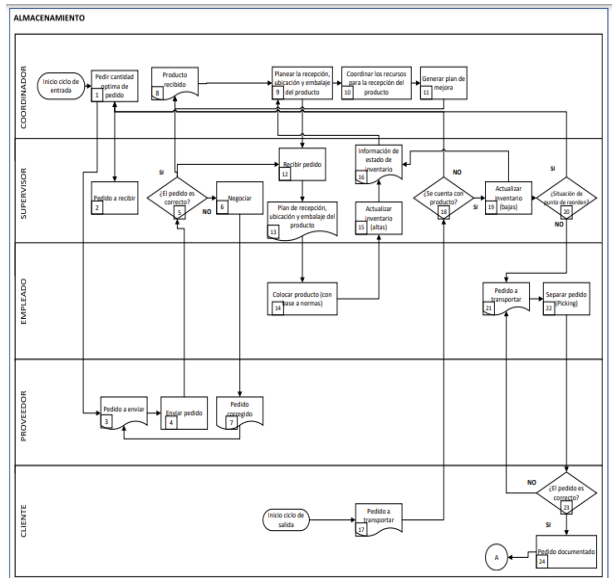 ALMACENAMIENTO
COORDINADOR
Inicio ciclo de
entrada
Pedir cantidad
optima de
pedido
1
Producto
recibido
8
Planear la recepción,
ubicación y embalaje
del producto
9
Coordinar los recursos
para la recepción del
producto
10
Generar plan de
mejora
11
SUPERVISOR
Pedido a recibir
2
SI
¿El pedido es
correcto?
5
NO
Negociar
6
Recibir pedido
12
Plan de recepción,
ubicación y embalaje del
producto
13
Información de
estado de
inventario
16
Actualizar
inventario
(altas)
15
NO
¿Se cuenta con
producto?
18
SI
Actualizar
inventario
(bajas)
19
SI
¿Situación de
punto de reorden?
20
NO
EMPLEADO
Colocar producto (con
base a normas)
14
Pedido a
transportar
21
Separar pedido
(Picking)
22
PROVEEDOR
Pedido a enviar
3
Enviar pedido
4
Pedido
corregido
7
CLIENTE
Inicio ciclo de
salida
Pedido a
transportar
17
NO
¿El pedido es
correcto?
23
SI
Pedido documentado
24
A